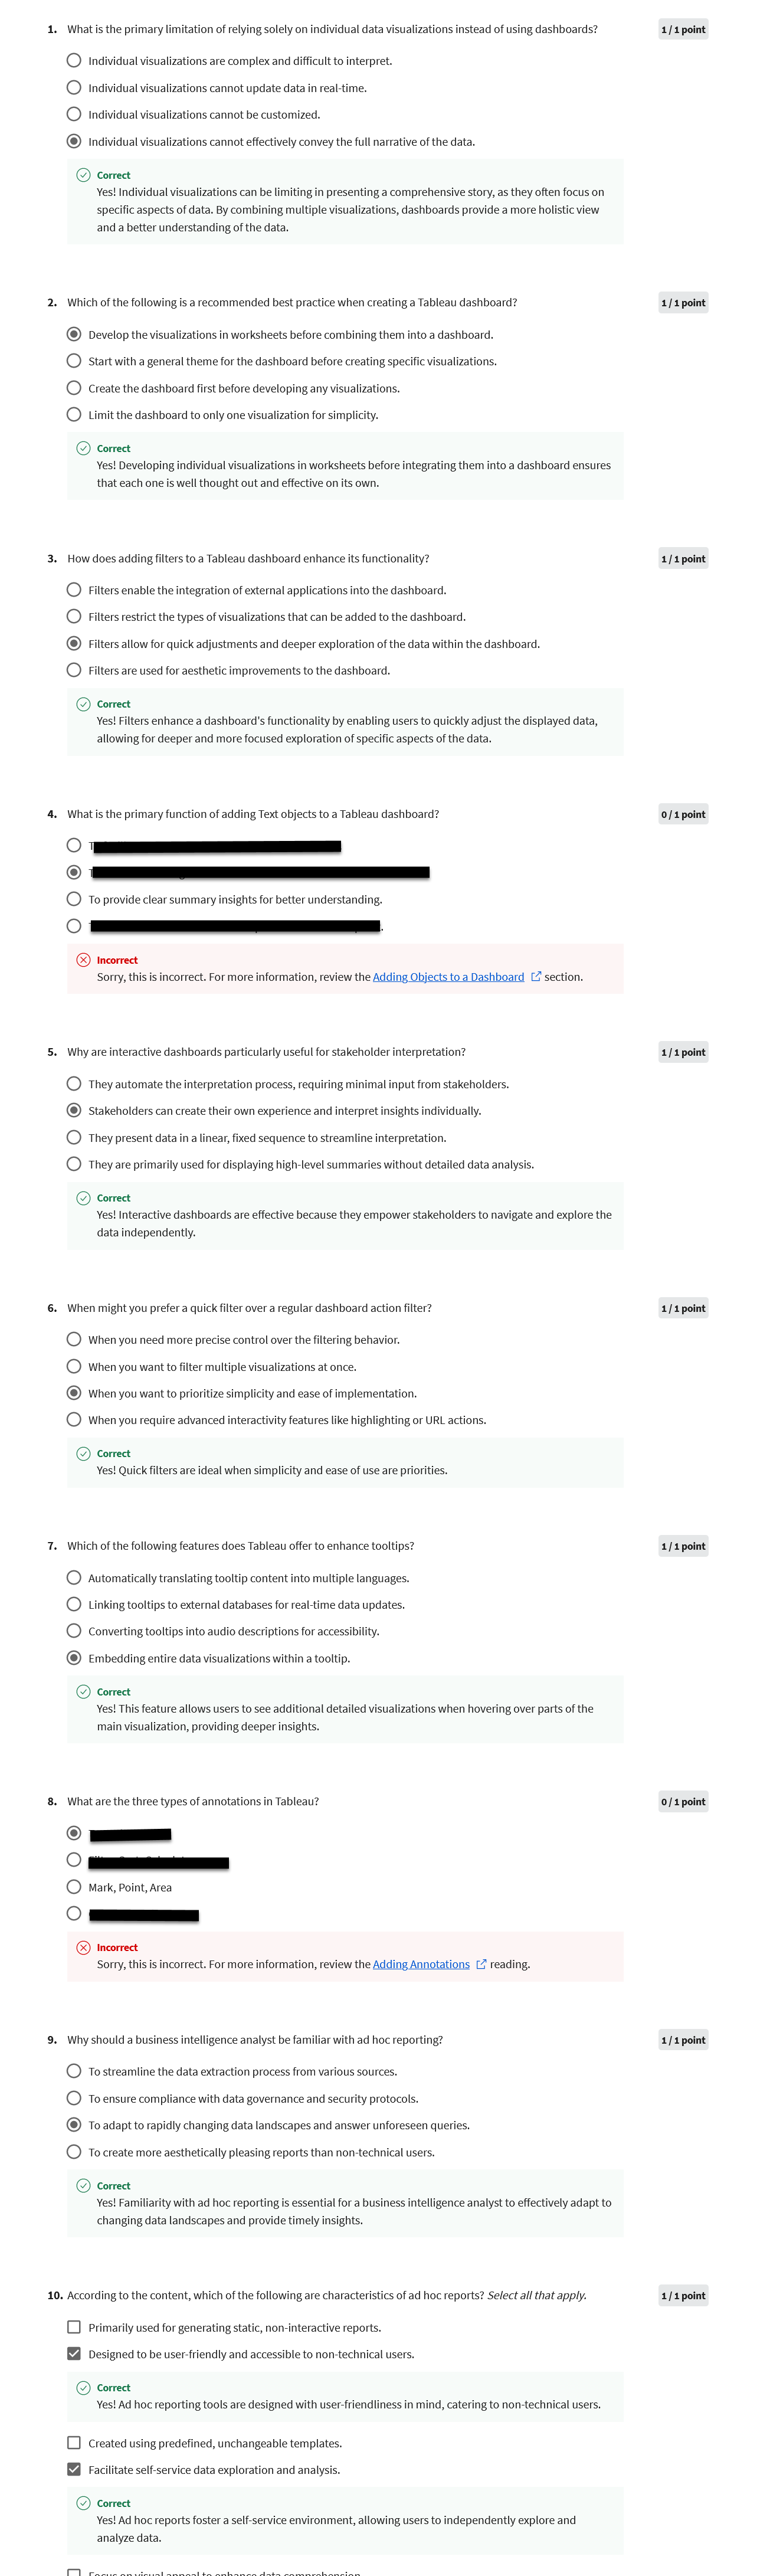 1. What is the primary limitation of relying solely on individual data visualizations instead of using dashboards? 1 / 1 point
Individual visualizations are complex and difficult to interpret.
Individual visualizations cannot update data in real-time.
Individual visualizations cannot be customized.
Individual visualizations cannot effectively convey the full narrative of the data.
Correct
Yes! Individual visualizations can be limiting in presenting a comprehensive story, as they often focus on
specific aspects of data. By combining multiple visualizations, dashboards provide a more holistic view
and a better understanding of the data.
2. Which of the following is a recommended best practice when creating a Tableau dashboard? 1 / 1 point
Develop the visualizations in worksheets before combining them into a dashboard.
Start with a general theme for the dashboard before creating specific visualizations.
Create the dashboard first before developing any visualizations.
Limit the dashboard to only one visualization for simplicity.
Correct
Yes! Developing individual visualizations in worksheets before integrating them into a dashboard ensures
that each one is well thought out and effective on its own.
3. How does adding filters to a Tableau dashboard enhance its functionality? 1 / 1 point
Filters enable the integration of external applications into the dashboard.
Filters restrict the types of visualizations that can be added to the dashboard.
Filters allow for quick adjustments and deeper exploration of the data within the dashboard.
Filters are used for aesthetic improvements to the dashboard.
Correct
Yes! Filters enhance a dashboard's functionality by enabling users to quickly adjust the displayed data,
allowing for deeper and more focused exploration of specific aspects of the data.
4. What is the primary function of adding Text objects to a Tableau dashboard? 0 / 1 point
To provide clear summary insights for better understanding.
Incorrect
Sorry, this is incorrect. For more information, review the Adding Objects to a Dashboard section.
5. Why are interactive dashboards particularly useful for stakeholder interpretation? 1 / 1 point
They automate the interpretation process, requiring minimal input from stakeholders.
Stakeholders can create their own experience and interpret insights individually.
They present data in a linear, fixed sequence to streamline interpretation.
They are primarily used for displaying high-level summaries without detailed data analysis.
Correct
Yes! Interactive dashboards are effective because they empower stakeholders to navigate and explore the
data independently.
6. When might you prefer a quick filter over a regular dashboard action filter? 1 / 1 point
When you need more precise control over the filtering behavior.
When you want to filter multiple visualizations at once.
When you want to prioritize simplicity and ease of implementation.
When you require advanced interactivity features like highlighting or URL actions.
Correct
Yes! Quick filters are ideal when simplicity and ease of use are priorities.
7. Which of the following features does Tableau offer to enhance tooltips? 1 / 1 point
Automatically translating tooltip content into multiple languages.
Linking tooltips to external databases for real-time data updates.
Converting tooltips into audio descriptions for accessibility.
Embedding entire data visualizations within a tooltip.
Correct
Yes! This feature allows users to see additional detailed visualizations when hovering over parts of the
main visualization, providing deeper insights.
8. What are the three types of annotations in Tableau? 0 / 1 point
Mark, Point, Area
Incorrect
Sorry, this is incorrect. For more information, review the Adding Annotations reading.
9. Why should a business intelligence analyst be familiar with ad hoc reporting? 1 / 1 point
To streamline the data extraction process from various sources.
To ensure compliance with data governance and security protocols.
To adapt to rapidly changing data landscapes and answer unforeseen queries.
To create more aesthetically pleasing reports than non-technical users.
Correct
Yes! Familiarity with ad hoc reporting is essential for a business intelligence analyst to effectively adapt to
changing data landscapes and provide timely insights.
10. According to the content, which of the following are characteristics of ad hoc reports? Select all that apply. 1 / 1 point
Primarily used for generating static, non-interactive reports.
Designed to be user-friendly and accessible to non-technical users.
Correct
Yes! Ad hoc reporting tools are designed with user-friendliness in mind, catering to non-technical users.
Created using predefined, unchangeable templates.
Facilitate self-service data exploration and analysis.
Correct
Yes! Ad hoc reports foster a self-service environment, allowing users to independently explore and
analyze data.
Focus on visual appeal to enhance data comprehension.